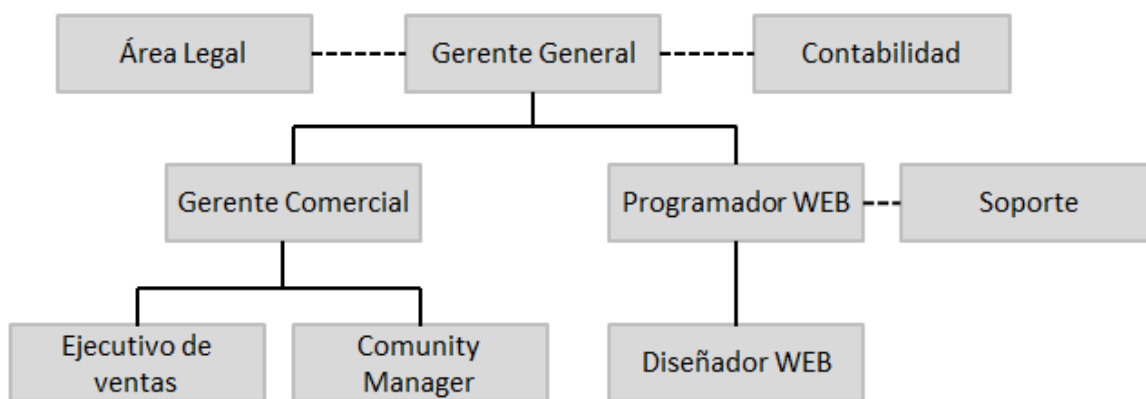 Área Legal
Gerente General
Contabilidad
Gerente Comercial
Programador WEB
Soporte
Ejecutivo de
ventas
Comunity
Manager
Diseñador WEB